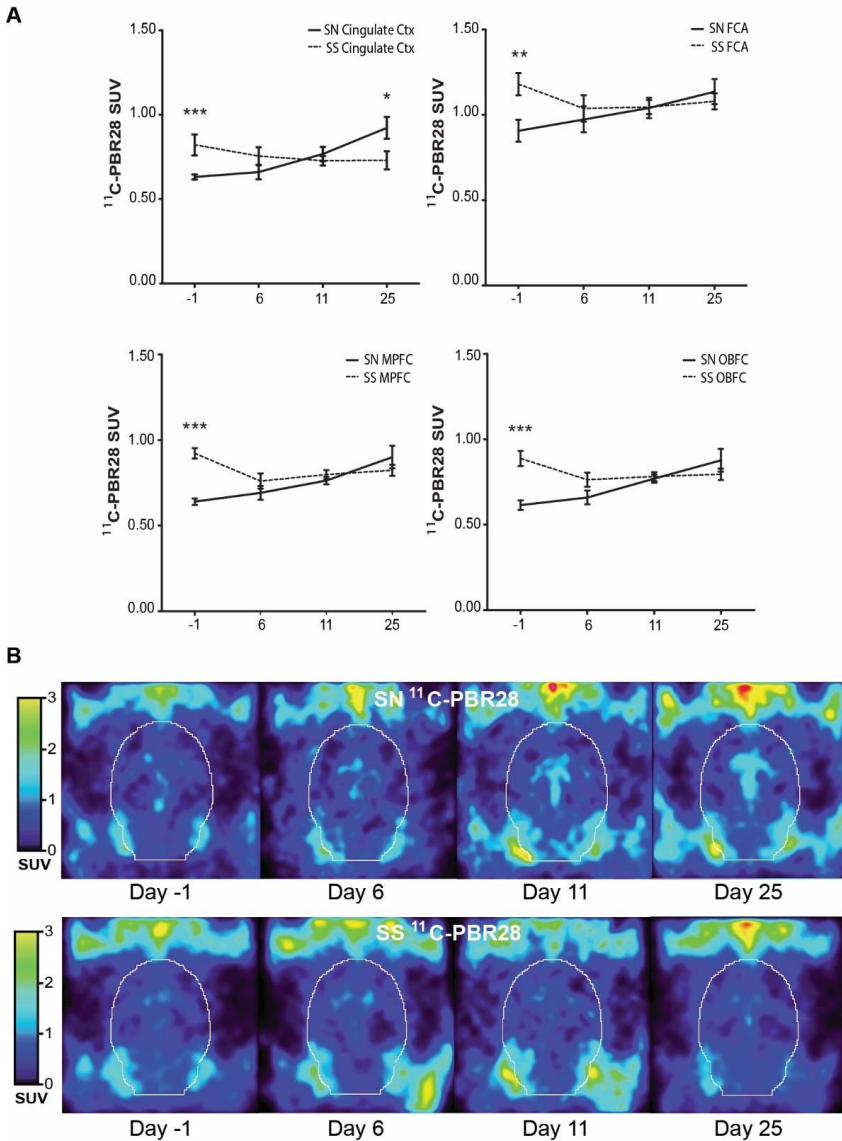 A
1.50
1.00
0.50
0.00
11C-PBR28 SUV
SN Cingulate Ctx
SS Cingulate Ctx
***
*
-1 6 11 25
1.50
1.00
0.50
0.00
11C-PBR28 SUV
SN FCA
SS FCA
**
-1 6 11 25
1.50
1.00
0.50
0.00
11C-PBR28 SUV
SN MPFC
SS MPFC
***
-1 6 11 25
1.50
1.00
0.50
0.00
11C-PBR28 SUV
SN OBFC
SS OBFC
***
-1 6 11 25
B
3
2
1
0
SUV
SN 11C-PBR28
Day -1 Day 6 Day 11 Day 25
3
2
1
0
SUV
SS 11C-PBR28
Day -1 Day 6 Day 11 Day 25